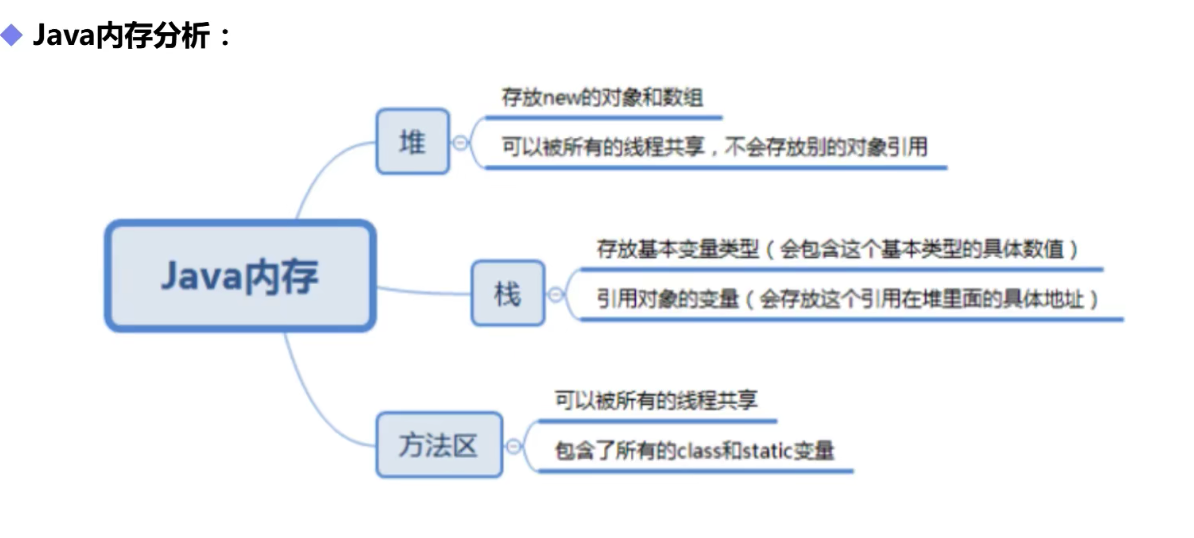 Java内存分析：
存放new的对象和数组
堆
可以被所有的线程共享，不会存放别的对象引用
Java内存
存放基本变量类型（会包含这个基本类型的具体数值）
栈
引用对象的变量（会存放这个引用在堆里面的具体地址）
可以被所有的线程共享
方法区
包含了所有的class和static变量